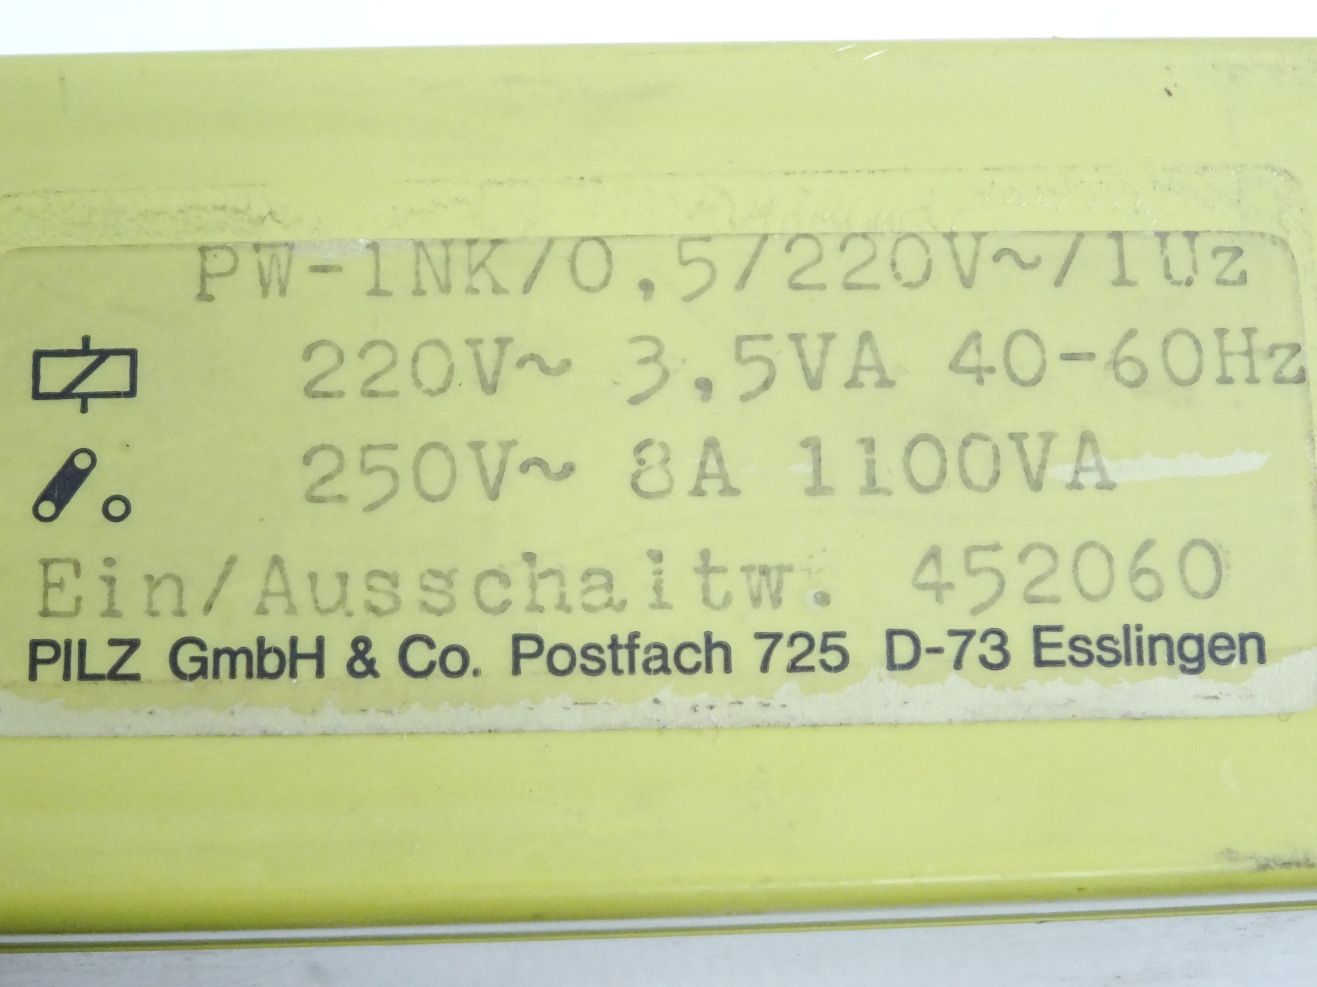 PW-1NK/0,5/220V~/1Uz
220V~ 3,5VA 40-60Hz
250V~ 8A 1100VA
Ein/Ausschaltw. 452060
PILZ GmbH & Co. Postfach 725 D-73 Esslingen